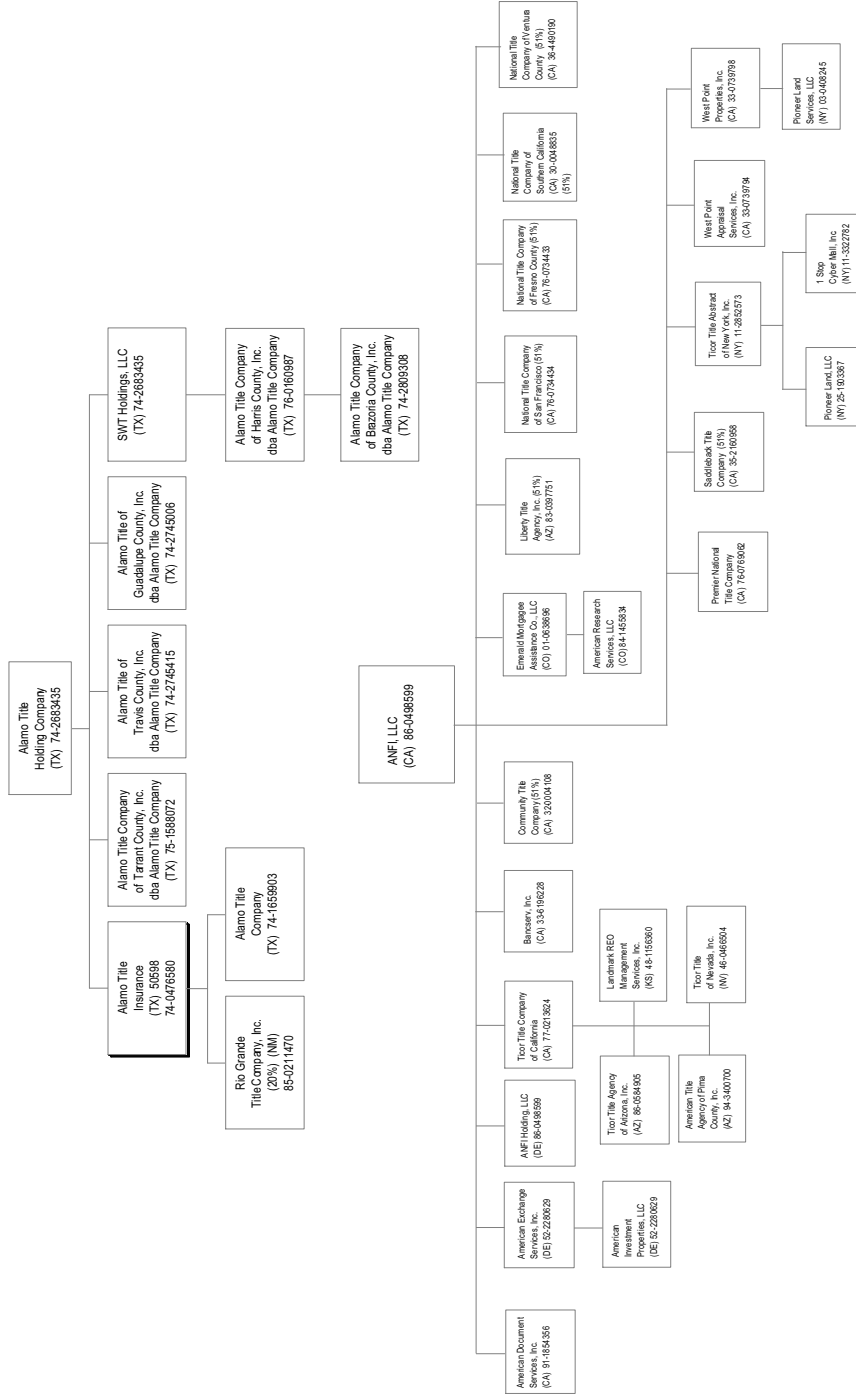 Alamo Title
Holding Company
(TX) 74-2683435
Alamo Title
Insurance
(TX) 50598
74-0476580
Alamo Title Company
of Tarrant County, Inc.
dba Alamo Title Company
(TX) 75-1588072
Alamo Title of
Travis County, Inc.
dba Alamo Title Company
(TX) 74-2745415
Alamo Title of
Guadalupe County, Inc.
dba Alamo Title Company
(TX) 74-2745006
SWT Holdings, LLC
(TX) 74-2683435
Rio Grande
Title Company, Inc.
(20%) (NM)
85-0211470
Alamo Title
Company
(TX) 74-1659903
Alamo Title Company
of Harris County, Inc.
dba Alamo Title Company
(TX) 76-0160987
Alamo Title Company
of Brazoria County, Inc.
dba Alamo Title Company
(TX) 74-2809308
ANFI, LLC
(CA) 86-0498599
American Document
Services, Inc.
(CA) 91-1854356
American Exchange
Services, Inc.
(DE) 52-2280629
ANFI Holding, LLC
(DE) 86-0498599
Ticor Title Company
of California
(CA) 77-0213624
Bancserv, Inc.
(CA) 33-6196228
Community Title
Company (51%)
(CA) 320004108
Emerald Mortgagee
Assistance Co., LLC
(CO) 01-0638696
Liberty Title
Agency, Inc. (51%)
(AZ) 83-0397751
National Title Company
of San Francisco (51%)
(CA) 76-0734434
National Title Company
of Fresno County (51%)
(CA) 76-0734433
National Title
Company of
Southern California
(CA) 30-0048835
(51%)
National Title
Company of Ventura
County (51%)
(CA) 36-4490190
American
Investment
Properties, LLC
(DE) 52-2280629
Ticor Title Agency
of Arizona, Inc.
(AZ) 86-0584905
Landmark REO
Management
Services, Inc.
(KS) 48-1156360
American Title
Agency of Pima
County, Inc.
(AZ) 94-3400700
Ticor Title
of Nevada, Inc.
(NV) 46-0466504
American Research
Services, LLC
(CO) 84-1455834
Premier National
Title Company
(CA) 76-0769062
Saddleback Title
Company (51%)
(CA) 35-2160958
Ticor Title Abstract
of New York, Inc.
(NY) 11-2852573
West Point
Appraisal
Services, Inc.
(CA) 33-0739794
West Point
Properties, Inc.
(CA) 33-0739798
Pioneer Land, LLC
(NY) 25-1903367
1 Stop
Cyber Mall, Inc
(NY) 11-3322782
Pioneer Land
Services, LLC
(NY) 03-0408245